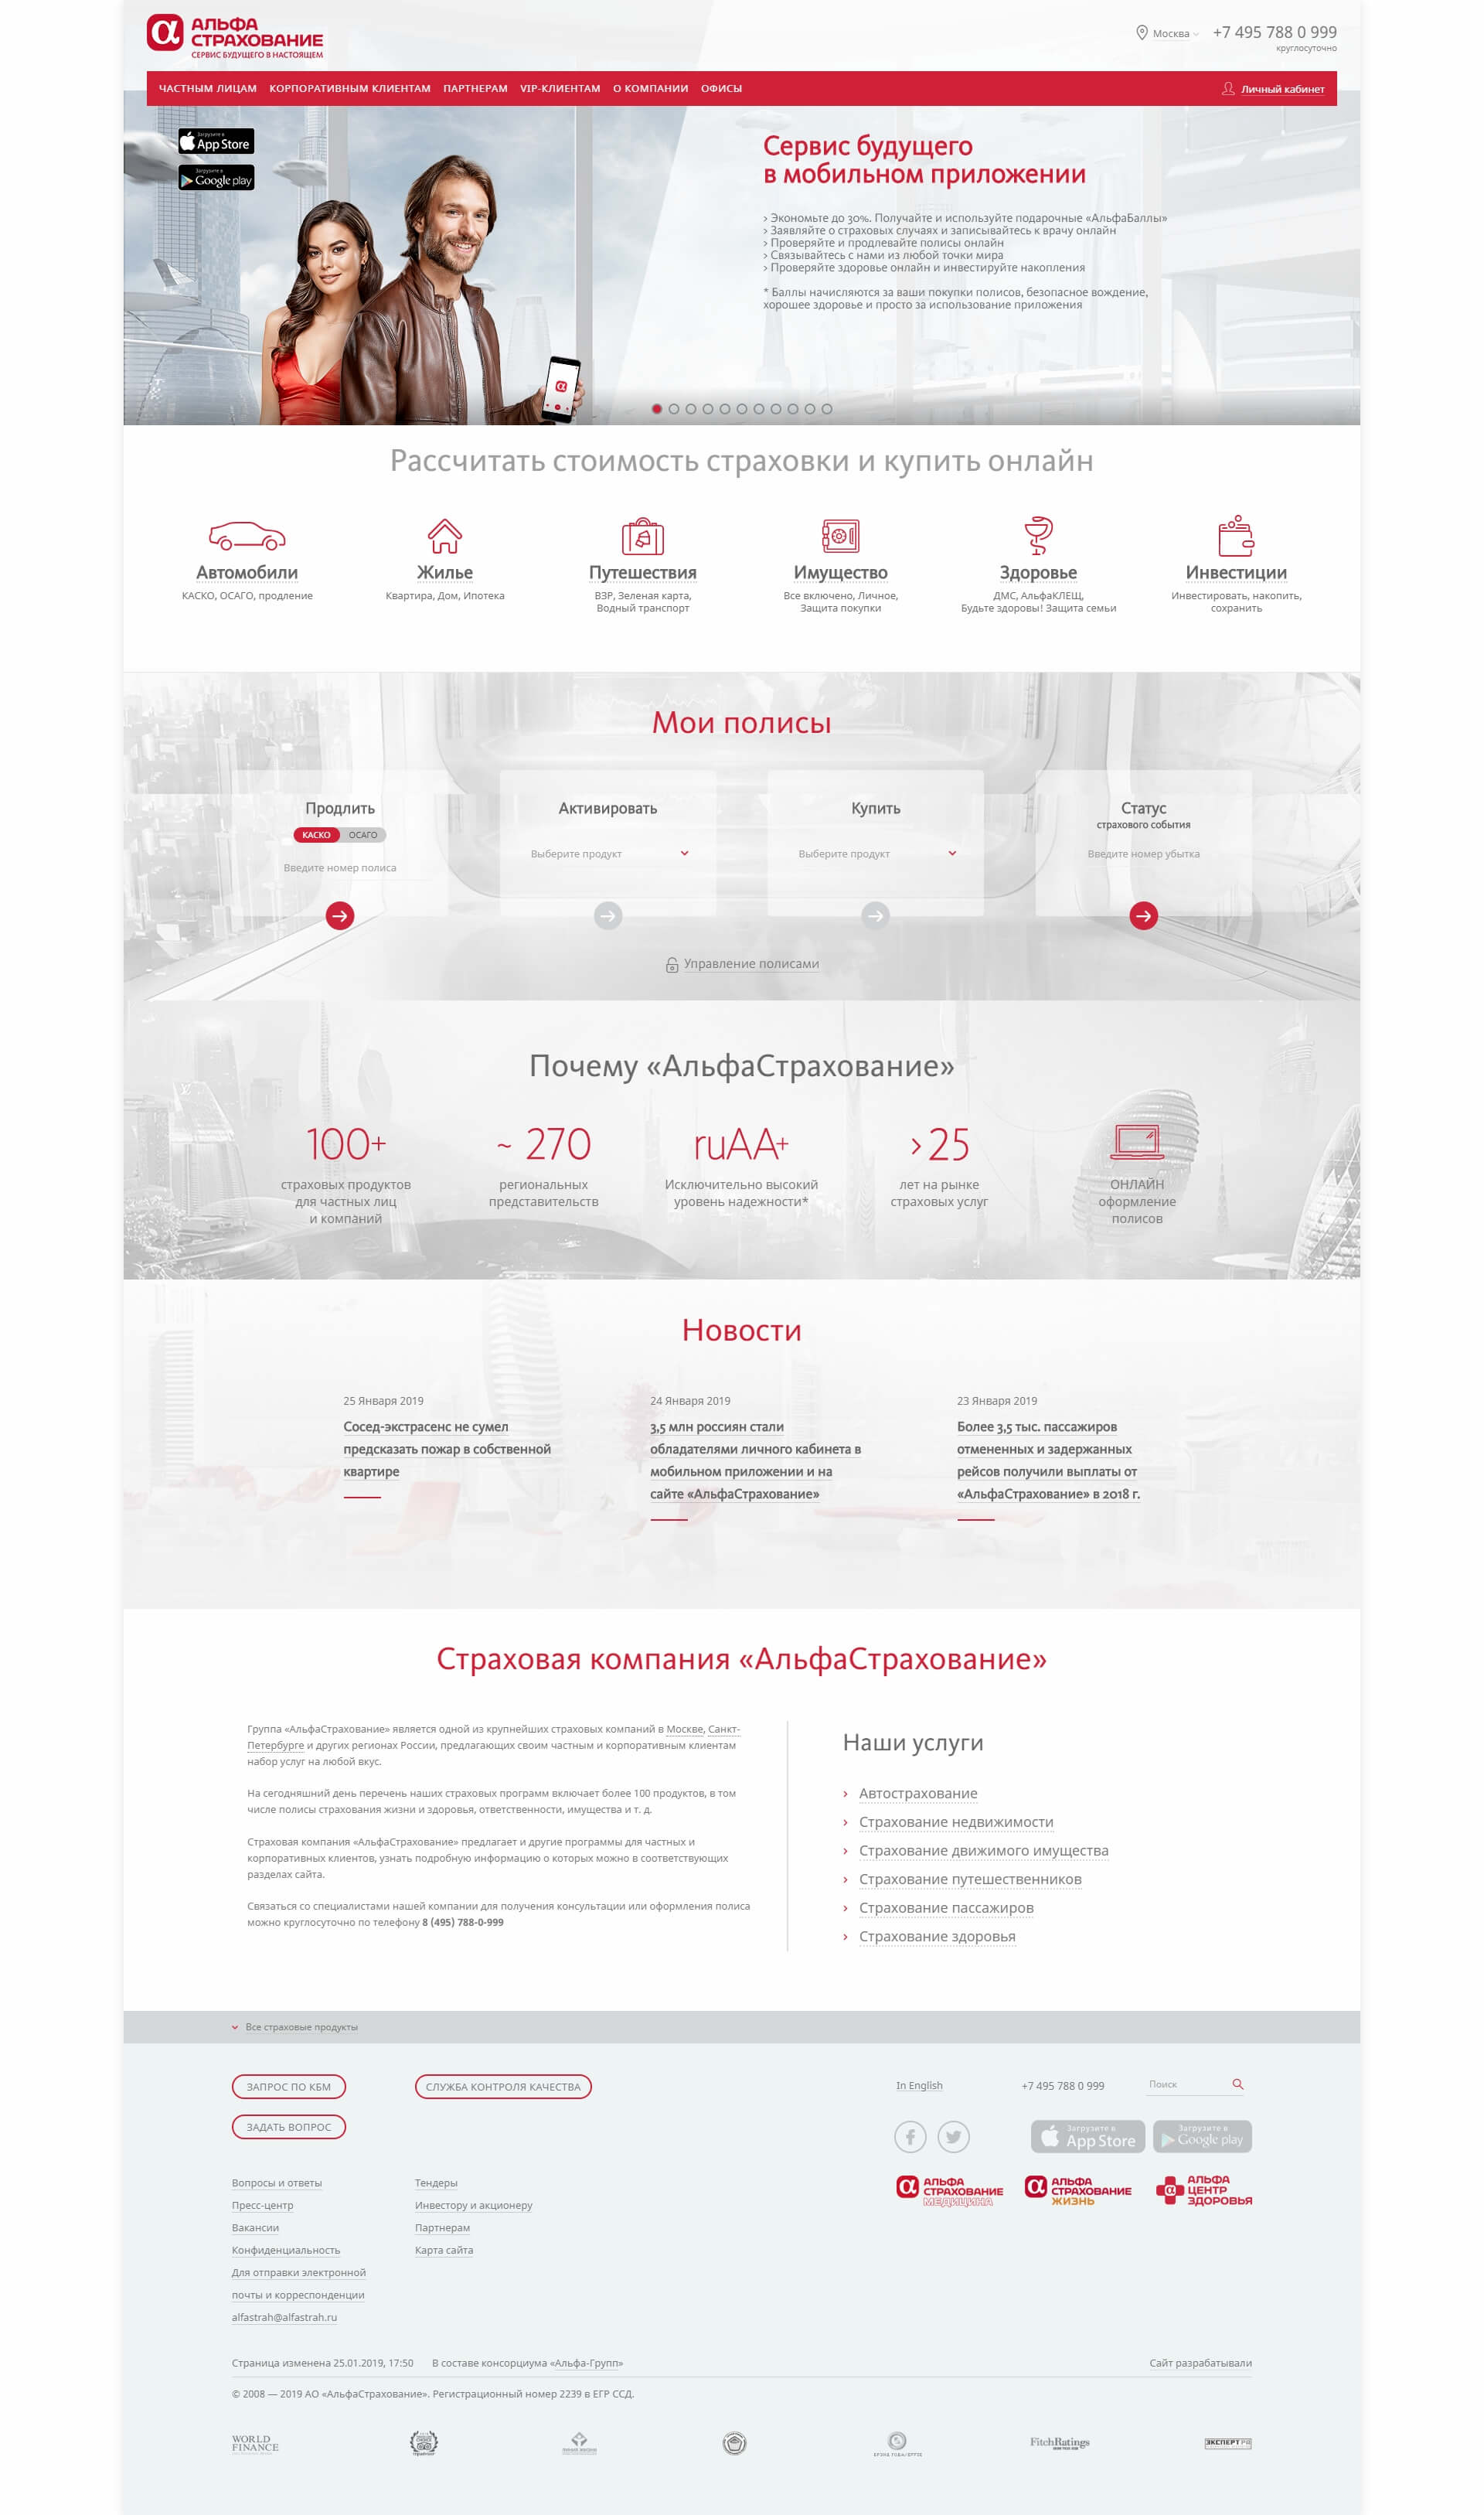 АЛЬФА
СТРАХОВАНИЕ
СЕРВИС БУДУЩЕГО В НАСТОЯЩЕМ
Москва
+7 495 788 0 999
круглосуточно
ЧАСТНЫМ ЛИЦАМ КОРПОРАТИВНЫМ КЛИЕНТАМ ПАРТНЕРАМ VIP-КЛИЕНТАМ О КОМПАНИИ ОФИСЫ
Личный кабинет
Загрузите в
App Store
Загрузите в
Google play
Сервис будущего
в мобильном приложении
› Экономьте до 30%. Получайте и используйте подарочные «АльфаБаллы»
› Заявляйте о страховых случаях и записывайтесь к врачу онлайн
› Проверяйте и продлевайте полисы онлайн
› Связывайтесь с нами из любой точки мира
› Проверяйте здоровье онлайн и инвестируйте накопления
* Баллы начисляются за ваши покупки полисов, безопасное вождение,
хорошее здоровье и просто за использование приложения
Рассчитать стоимость страховки и купить онлайн
Автомобили
КАСКО, ОСАГО, продление
Жилье
Квартира, Дом, Ипотека
Путешествия
ВЗР, Зеленая карта,
Водный транспорт
Имущество
Все включено, Личное,
Защита покупки
Здоровье
ДМС, АльфаКЛЕЩ,
Будьте здоровы! Защита семьи
Инвестиции
Инвестировать, накопить,
сохранить
Мои полисы
Продлить
КАСКО ОСАГО
Введите номер полиса
Активировать
Выберите продукт
Купить
Выберите продукт
Статус
страхового события
Введите номер убытка
Управление полисами
Почему «АльфаСтрахование»
100+
страховых продуктов
для частных лиц
и компаний
~ 270
региональных
представительств
ruAA+
Исключительно высокий
уровень надежности*
›25
лет на рынке
страховых услуг
ОНЛАЙН
оформление
полисов
Новости
25 Января 2019
Сосед-экстрасенс не сумел
предсказать пожар в собственной
квартире
24 Января 2019
3,5 млн россиян стали
обладателями личного кабинета в
мобильном приложении и на
сайте «АльфаСтрахование»
23 Января 2019
Более 3,5 тыс. пассажиров
отмененных и задержанных
рейсов получили выплаты от
«АльфаСтрахование» в 2018 г.
Страховая компания «АльфаСтрахование»
Группа «АльфаСтрахование» является одной из крупнейших страховых компаний в Москве, Санкт-
Петербурге и других регионах России, предлагающих своим частным и корпоративным клиентам
набор услуг на любой вкус.
На сегодняшний день перечень наших страховых программ включает более 100 продуктов, в том
числе полисы страхования жизни и здоровья, ответственности, имущества и т. д.
Страховая компания «АльфаСтрахование» предлагает и другие программы для частных и
корпоративных клиентов, узнать подробную информацию о которых можно в соответствующих
разделах сайта.
Связаться со специалистами нашей компании для получения консультации или оформления полиса
можно круглосуточно по телефону 8 (495) 788-0-999
Наши услуги
Автострахование
Страхование недвижимости
Страхование движимого имущества
Страхование путешественников
Страхование пассажиров
Страхование здоровья
Все страховые продукты
ЗАПРОС ПО КБМ
СЛУЖБА КОНТРОЛЯ КАЧЕСТВА
ЗАДАТЬ ВОПРОС
In English
+7 495 788 0 999
Поиск
Загрузите в
App Store
Загрузите в
Google play
Вопросы и ответы
Пресс-центр
Вакансии
Конфиденциальность
Для отправки электронной
почты и корреспонденции
alfastrah@alfastrah.ru
Тендеры
Инвестору и акционеру
Партнерам
Карта сайта
АЛЬФА
СТРАХОВАНИЕ
МЕДИЦИНА
АЛЬФА
СТРАХОВАНИЕ
ЖИЗНЬ
АЛЬФА
ЦЕНТР
ЗДОРОВЬЯ
Страница изменена 25.01.2019, 17:50 В составе консорциума «Альфа-Групп»
Сайт разрабатывали
© 2008 — 2019 АО «АльфаСтрахование». Регистрационный номер 2239 в ЕГР ССД.
WORLD
FINANCE
FitchRatings
ЭКСПЕРТ РА